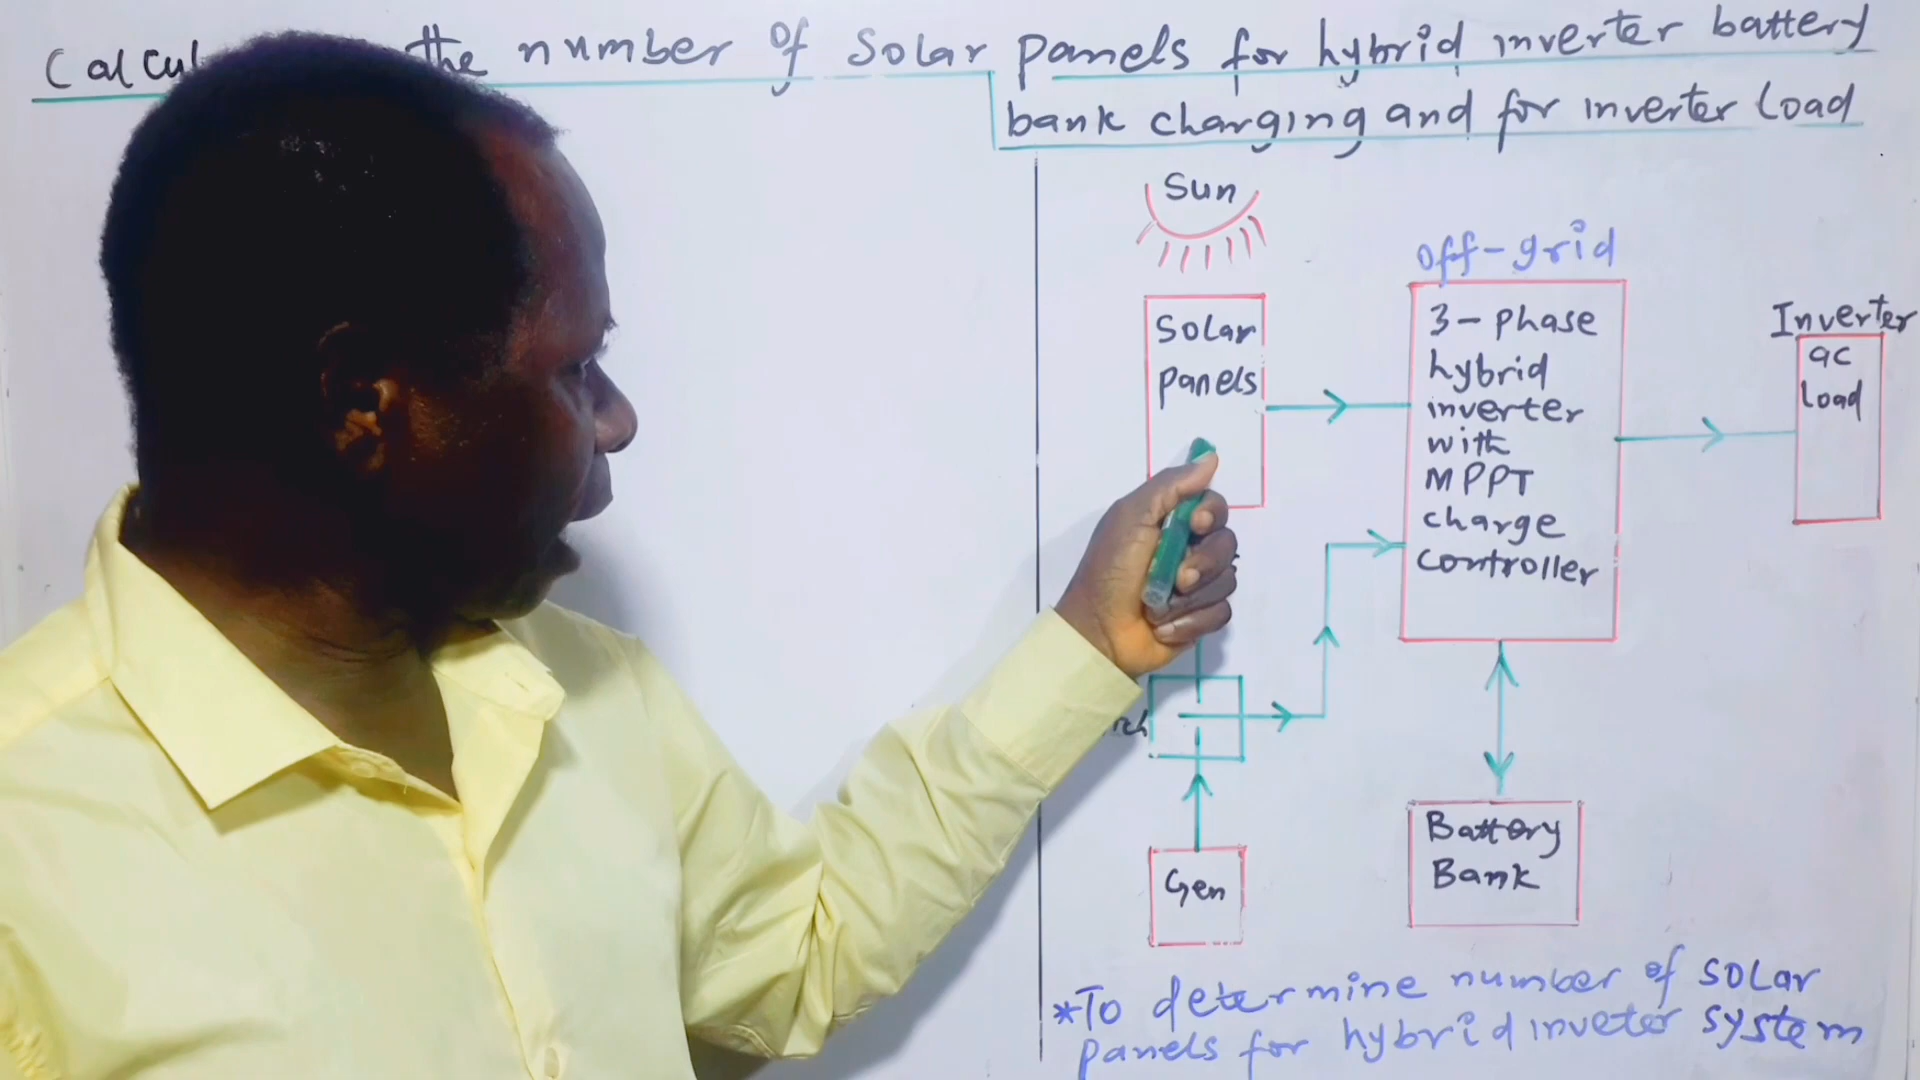 the number of solar panels for hybrid inverter battery
bank charging and for inverter load
Sun
Off-grid
Solar
panels
3-phase
hybrid
inverter
with
MPPT
charge
controller
Inverter
ac
load
Gen
Battery
Bank
*To determine number of solar
panels for hybrid inveter system